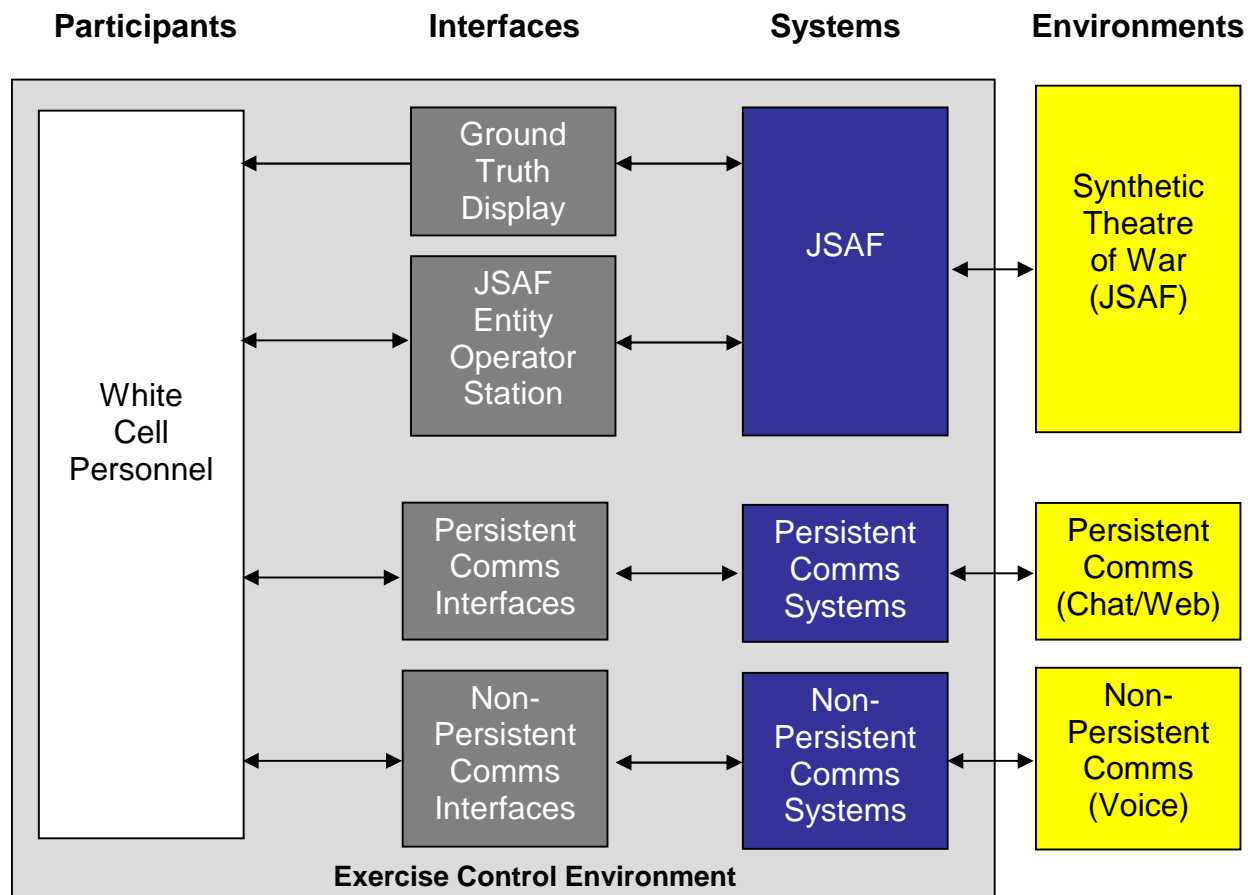 Participants
Interfaces
Systems
Environments
Ground
Truth
Display
JSAF
Synthetic
Theatre
of War
(JSAF)
JSAF
Entity
Operator
Station
White
Cell
Personnel
Persistent
Comms
Interfaces
Persistent
Comms
Systems
Persistent
Comms
(Chat/Web)
Non-
Persistent
Comms
Interfaces
Non-
Persistent
Comms
Systems
Non-
Persistent
Comms
(Voice)
Exercise Control Environment